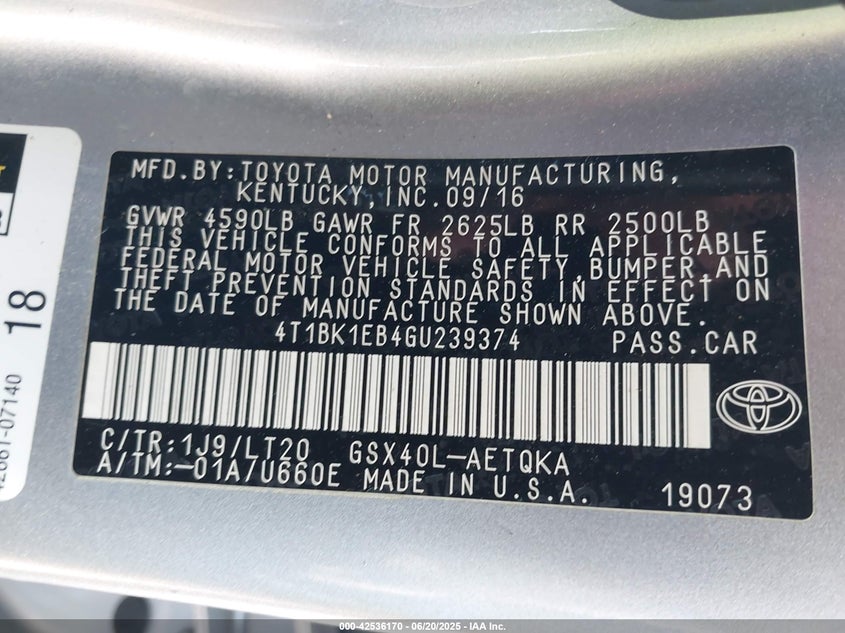 MFD.BY:TOYOTA MOTOR MANUFACTURING,
KENTUCKY,INC.09/16
GVWR 4590LB GAWR FR 2625LB RR 2500LB
THIS VEHICLE CONFORMS TO ALL APPLICABLE
FEDERAL MOTOR VEHICLE SAFETY,BUMPER,AND
THEFT PREVENTION STANDARDS IN EFFECT ON
THE DATE OF MANUFACTURE SHOWN ABOVE.
4T1BK1EB4GU239374 PASS.CAR
C/TR:1J9/LT20 GSX40L-AETQKA
A/TM:-01A/U660E MADE IN U.S.A. 19073
18
42661-07140
000-42536170 - 06/20/2025 - IAA Inc.